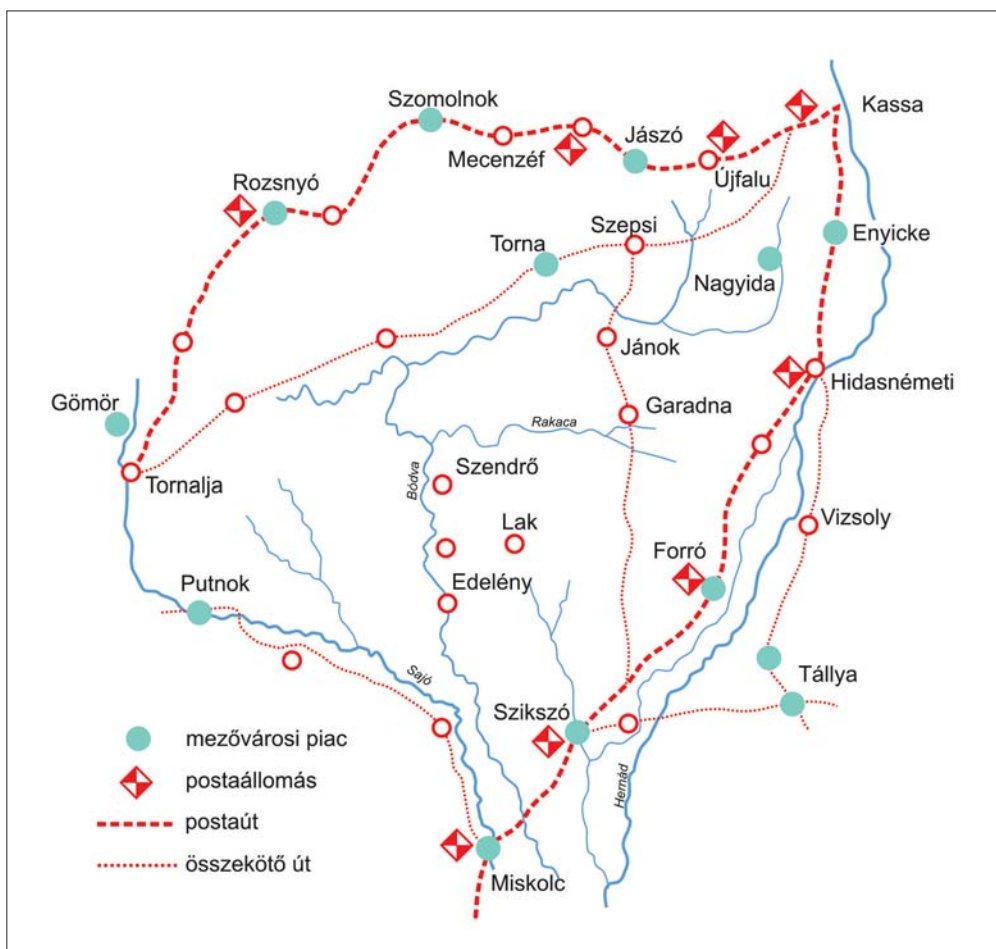 Szomolnok
Kassa
Mecenzéf
Jászó
Újfalu
Rozsnyó
Szepsi
Enyicke
Torna
Nagyida
Jánok
Hidasnémeti
Gömör
Garadna
Rakaca
Szendrő
Bódva
Tornalja
Lak
Vizsoly
Forró
Putnok
Edelény
Sajó
Tállya
Szikszó
Hernád
Miskolc
mezővárosi piac
postaállomás
postaút
összekötő út